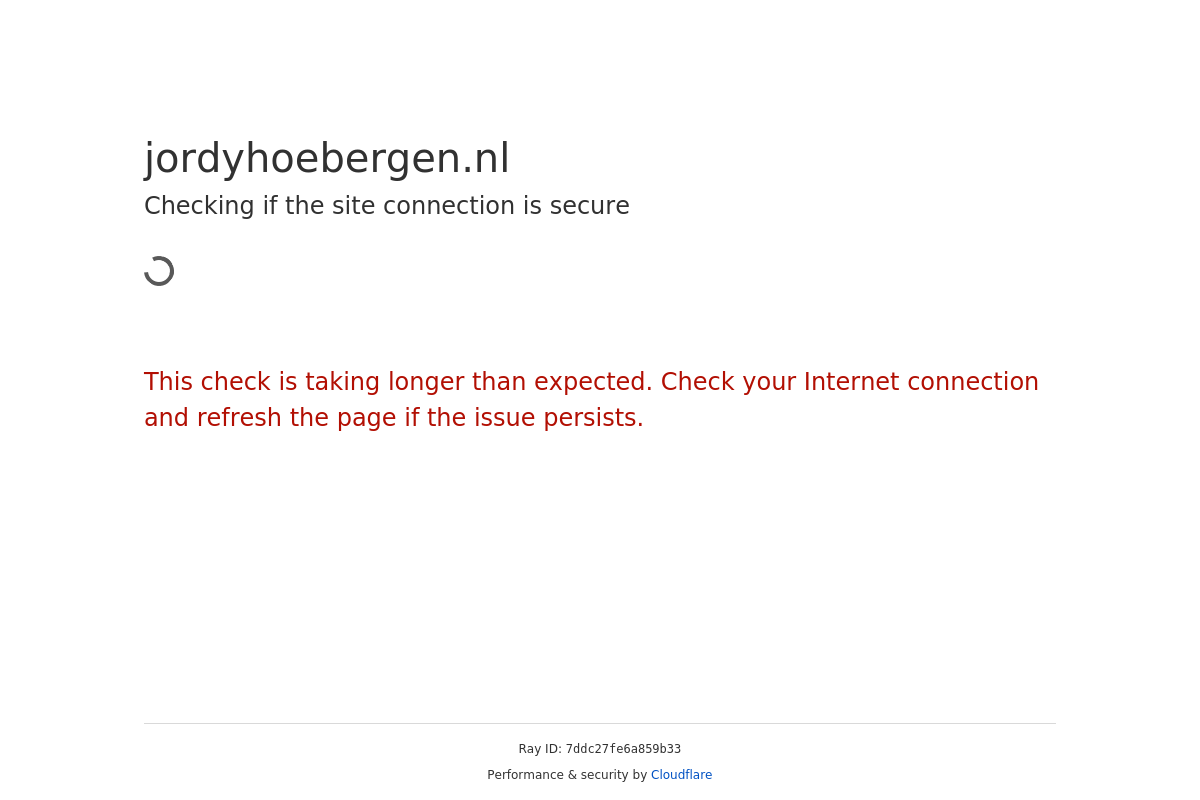 jordyhoebergen.nl
Checking if the site connection is secure
This check is taking longer than expected. Check your Internet connection
and refresh the page if the issue persists.
Ray ID: 7ddc27fe6a859b33
Performance & security by Cloudflare